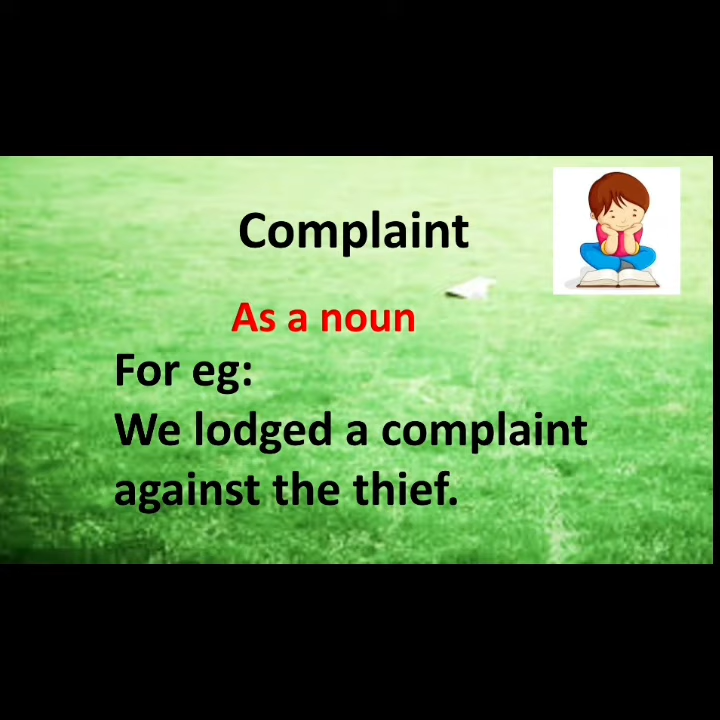 Complaint
As a noun
For eg:
We lodged a complaint
against the thief.